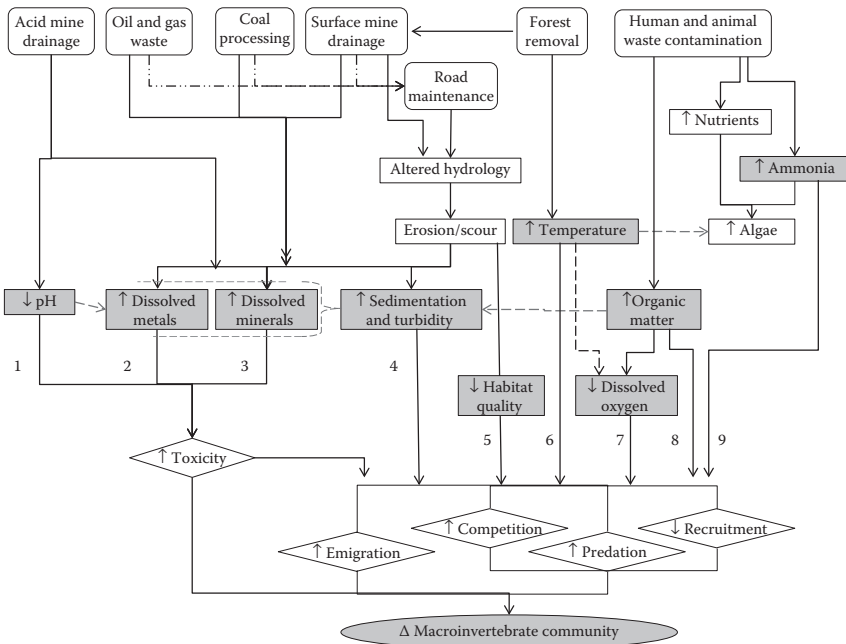 Acid mine
drainage
Oil and gas
waste
Coal
processing
Surface mine
drainage
Forest
removal
Human and animal
waste contamination
Road
maintenance
↑ Nutrients
↑ Ammonia
Altered hydrology
Erosion/scour
↑ Temperature
↑ Algae
↓ pH
↑ Dissolved
metals
↑ Dissolved
minerals
↑ Sedimentation
and turbidity
↑ Organic
matter
1
2
3
4
↓ Habitat
quality
↓ Dissolved
oxygen
5
6
7
8
9
↑ Toxicity
↑ Emigration
↑ Competition
↑ Predation
↓ Recruitment
Δ Macroinvertebrate community